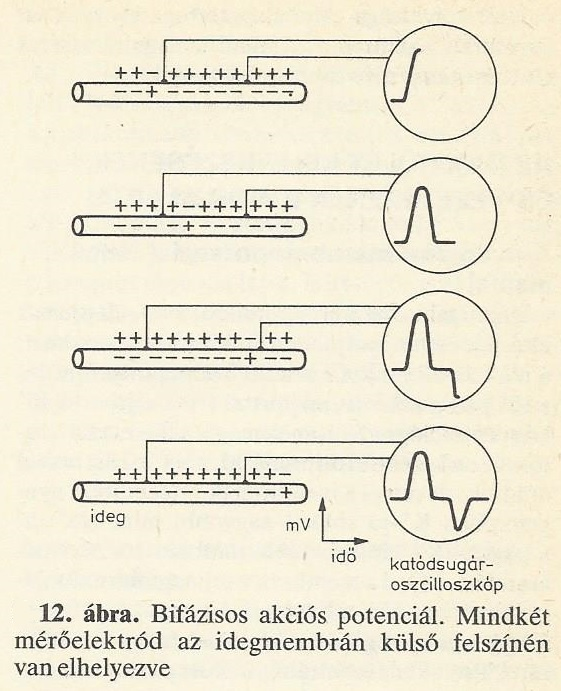 ideg
mV
idő
katódsugár-
oszcilloszkóp
12. ábra. Bifázisos akciós potenciál. Mindkét
mérőelektród az idegmembrán külső felszínén
van elhelyezve